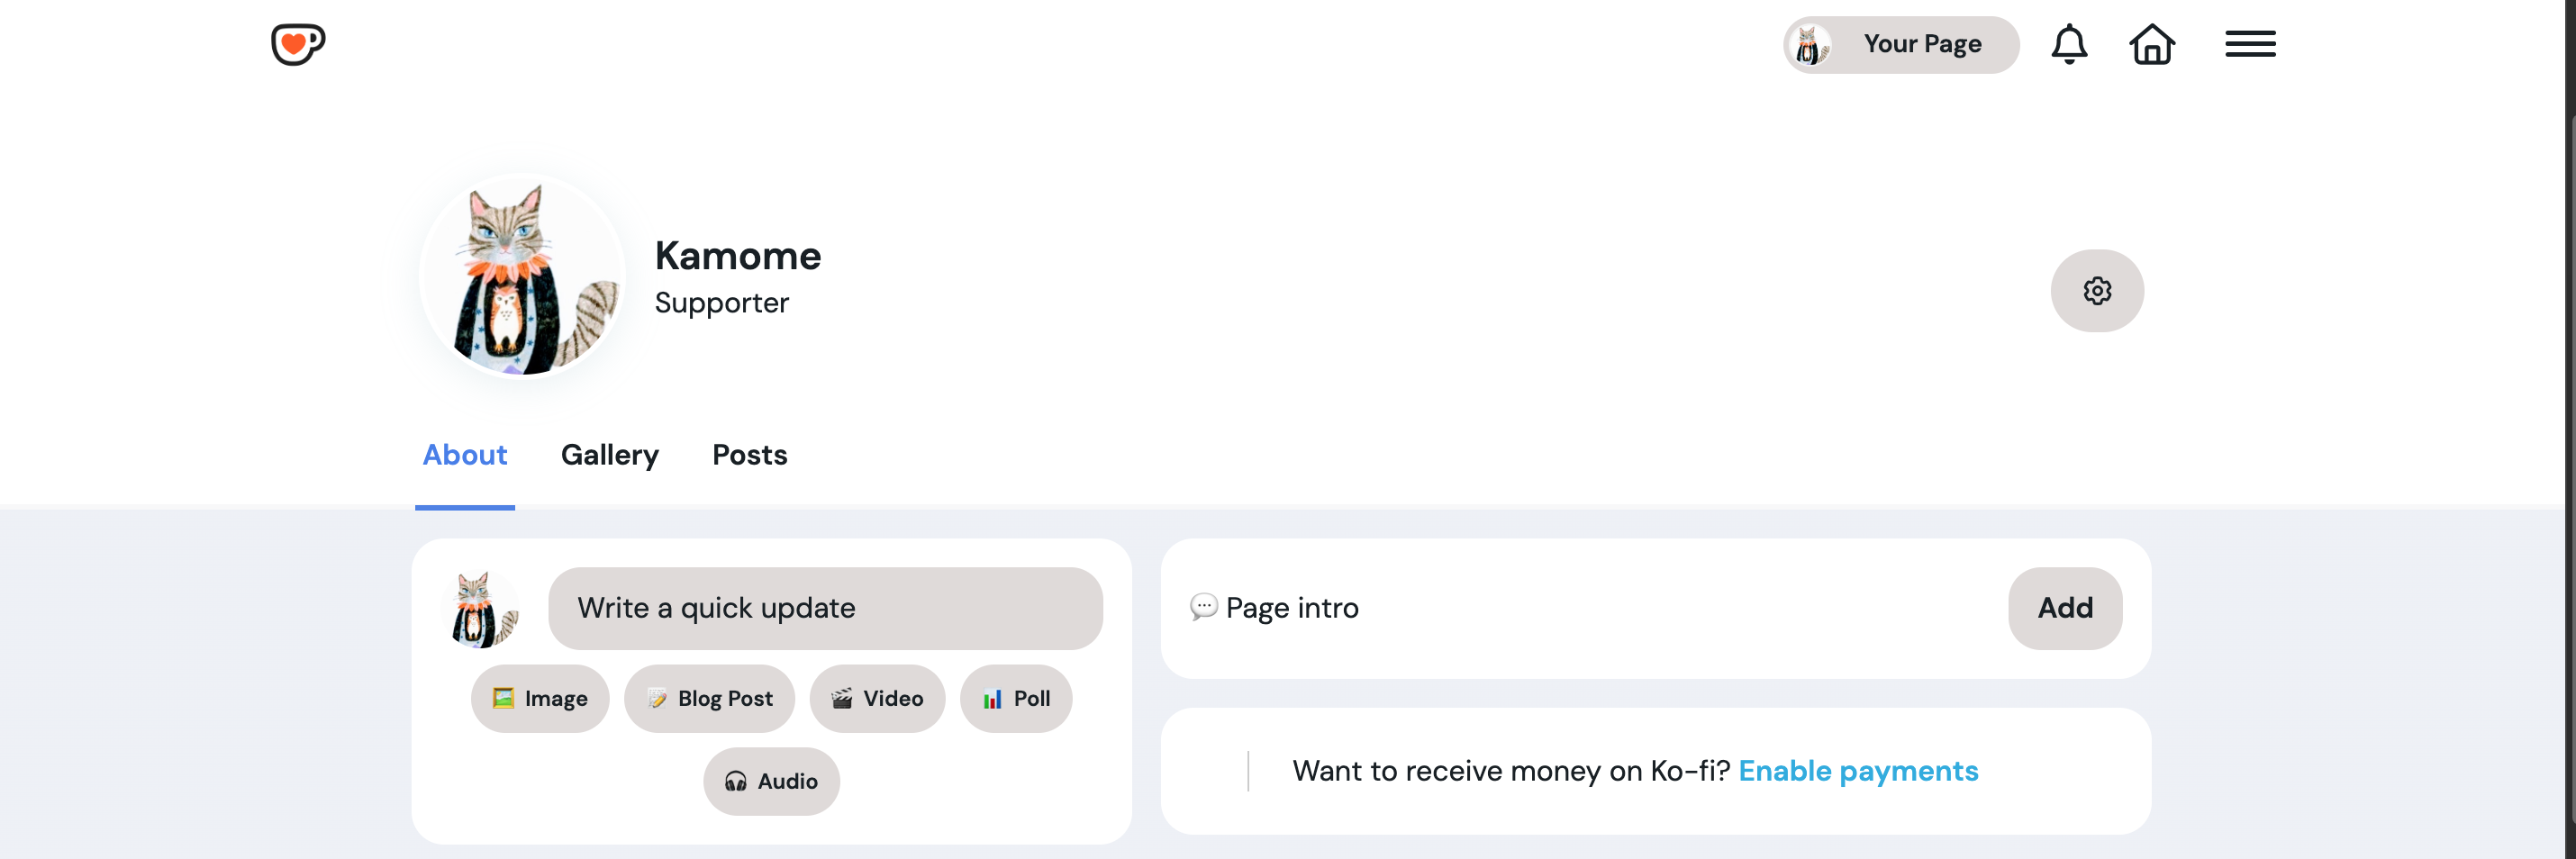 Your Page
Kamome
Supporter
About
Gallery
Posts
Write a quick update
Image
Blog Post
Video
Poll
Audio
Page intro
Add
Want to receive money on Ko-fi? Enable payments